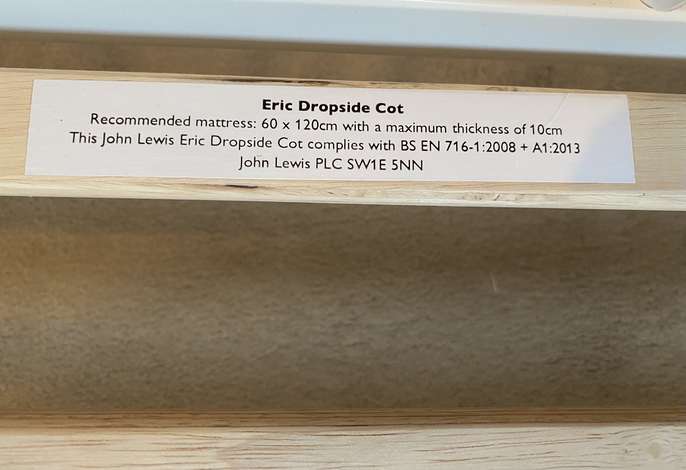 Eric Dropside Cot
Recommended mattress: 60 x 120cm with a maximum thickness of 10cm
This John Lewis Eric Dropside Cot complies with BS EN 716-1:2008 + A1:2013
John Lewis PLC SW1E 5NN